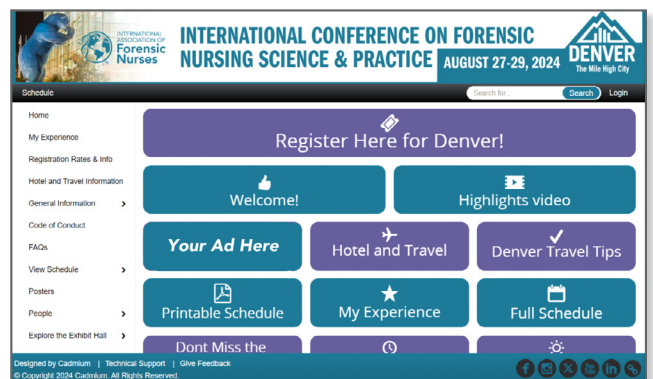 INTERNATIONAL
ASSOCIATION OF
Forensic
Nurses
INTERNATIONAL CONFERENCE ON FORENSIC
NURSING SCIENCE & PRACTICE
AUGUST 27-29, 2024
DENVER
The Mile High City
Schedule
Search for...
Search
Login
Home
My Experience
Registration Rates & Info
Hotel and Travel Information
General Information
Code of Conduct
FAQs
View Schedule
Posters
People
Explore the Exhibit Hall
Register Here for Denver!
Welcome!
Highlights video
Your Ad Here
Hotel and Travel
Denver Travel Tips
Printable Schedule
My Experience
Full Schedule
Dont Miss the
Designed by Cadmium | Technical Support | Give Feedback
© Copyright 2024 Cadmium. All Rights Reserved.